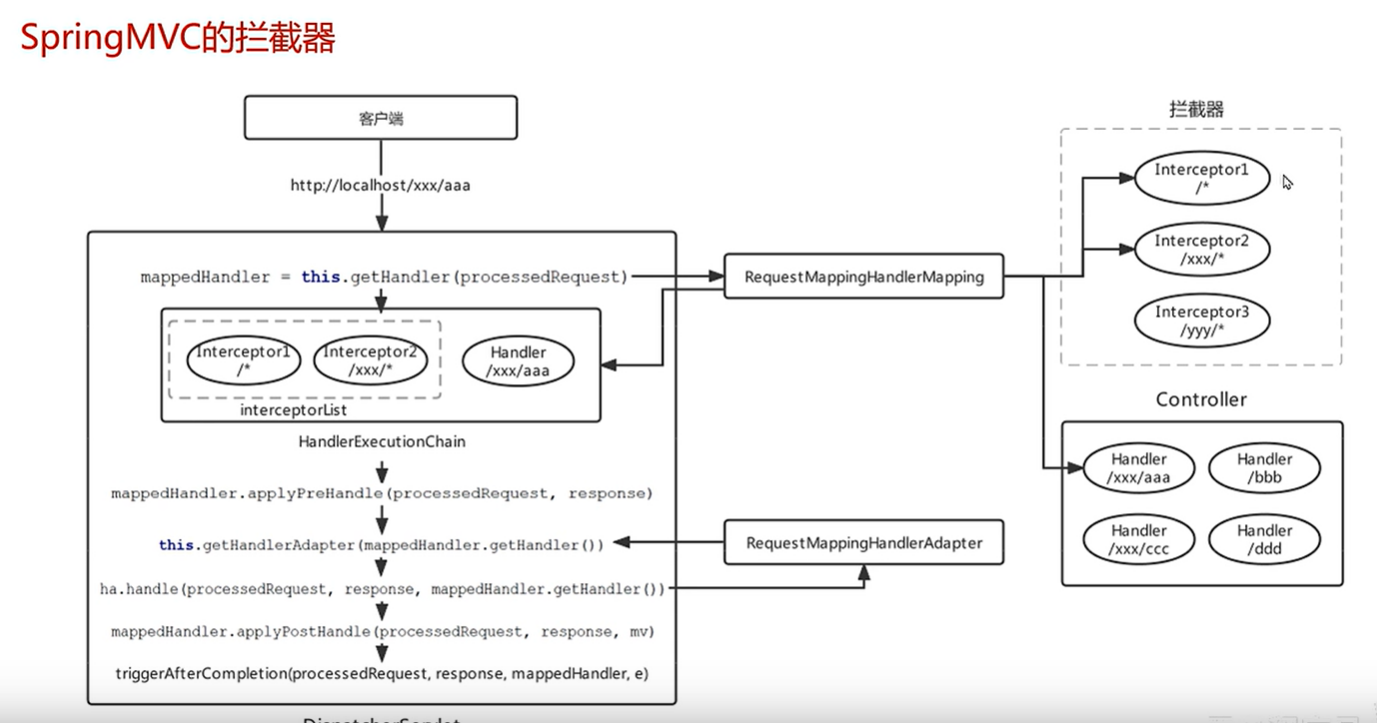 SpringMVC的拦截器
客户端
http://localhost/xxx/aaa
mappedHandler = this.getHandler(processedRequest)
Interceptor1
/*
Interceptor2
/xxx/*
Handler
/xxx/aaa
interceptorList
HandlerExecutionChain
mappedHandler.applyPreHandle(processedRequest, response)
this.getHandlerAdapter(mappedHandler.getHandler())
ha.handle(processedRequest, response, mappedHandler.getHandler())
mappedHandler.applyPostHandle(processedRequest, response, mv)
triggerAfterCompletion(processedRequest, response, mappedHandler, e)
RequestMappingHandlerMapping
RequestMappingHandlerAdapter
拦截器
Interceptor1
/*
Interceptor2
/xxx/*
Interceptor3
/yyy/*
Controller
Handler
/xxx/aaa
Handler
/bbb
Handler
/xxx/ccc
Handler
/ddd